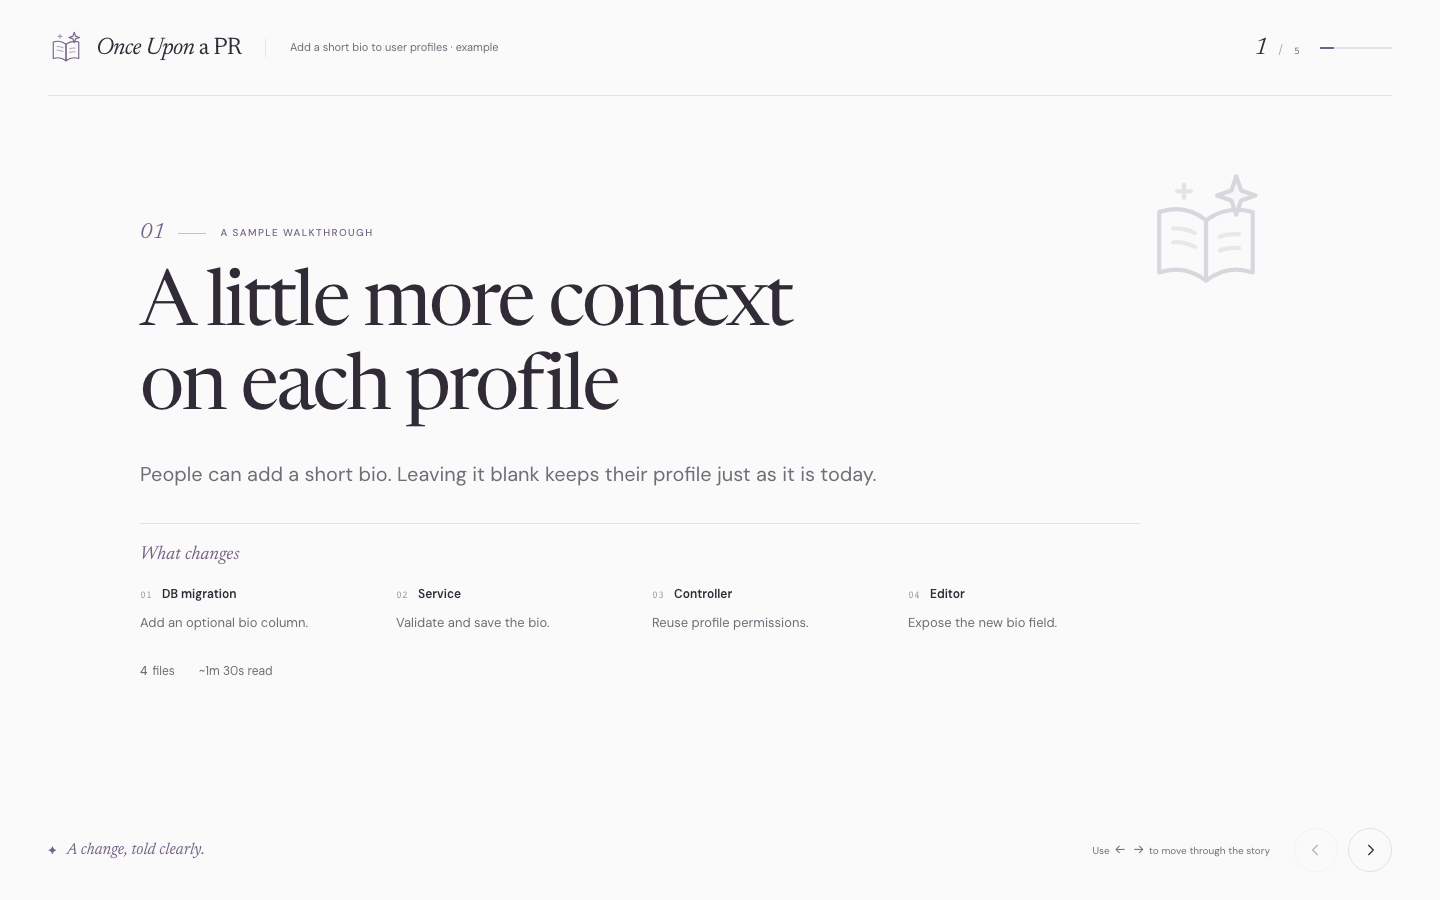 Once Upon a PR
Add a short bio to user profiles · example
1 / 5
01 — A SAMPLE WALKTHROUGH
A little more context
on each profile
People can add a short bio. Leaving it blank keeps their profile just as it is today.
What changes
01 DB migration
Add an optional bio column.
02 Service
Validate and save the bio.
03 Controller
Reuse profile permissions.
04 Editor
Expose the new bio field.
4 files ~1m 30s read
✦ A change, told clearly.
Use ← → to move through the story